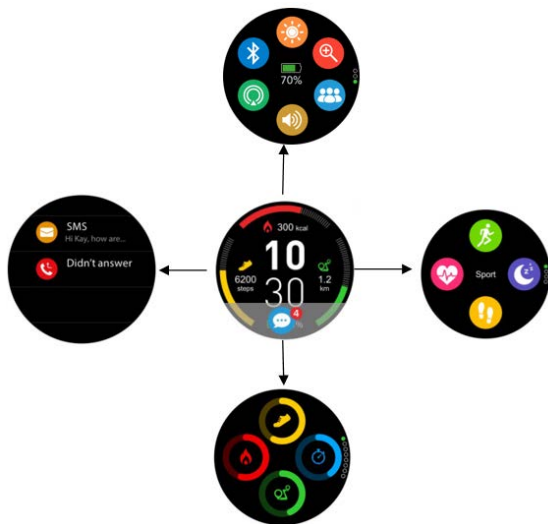 70%
SMS
Hi Kay, how are...
Didn't answer
300 kcal
10
30
6200
steps
1.2
km
4
Sport
z z